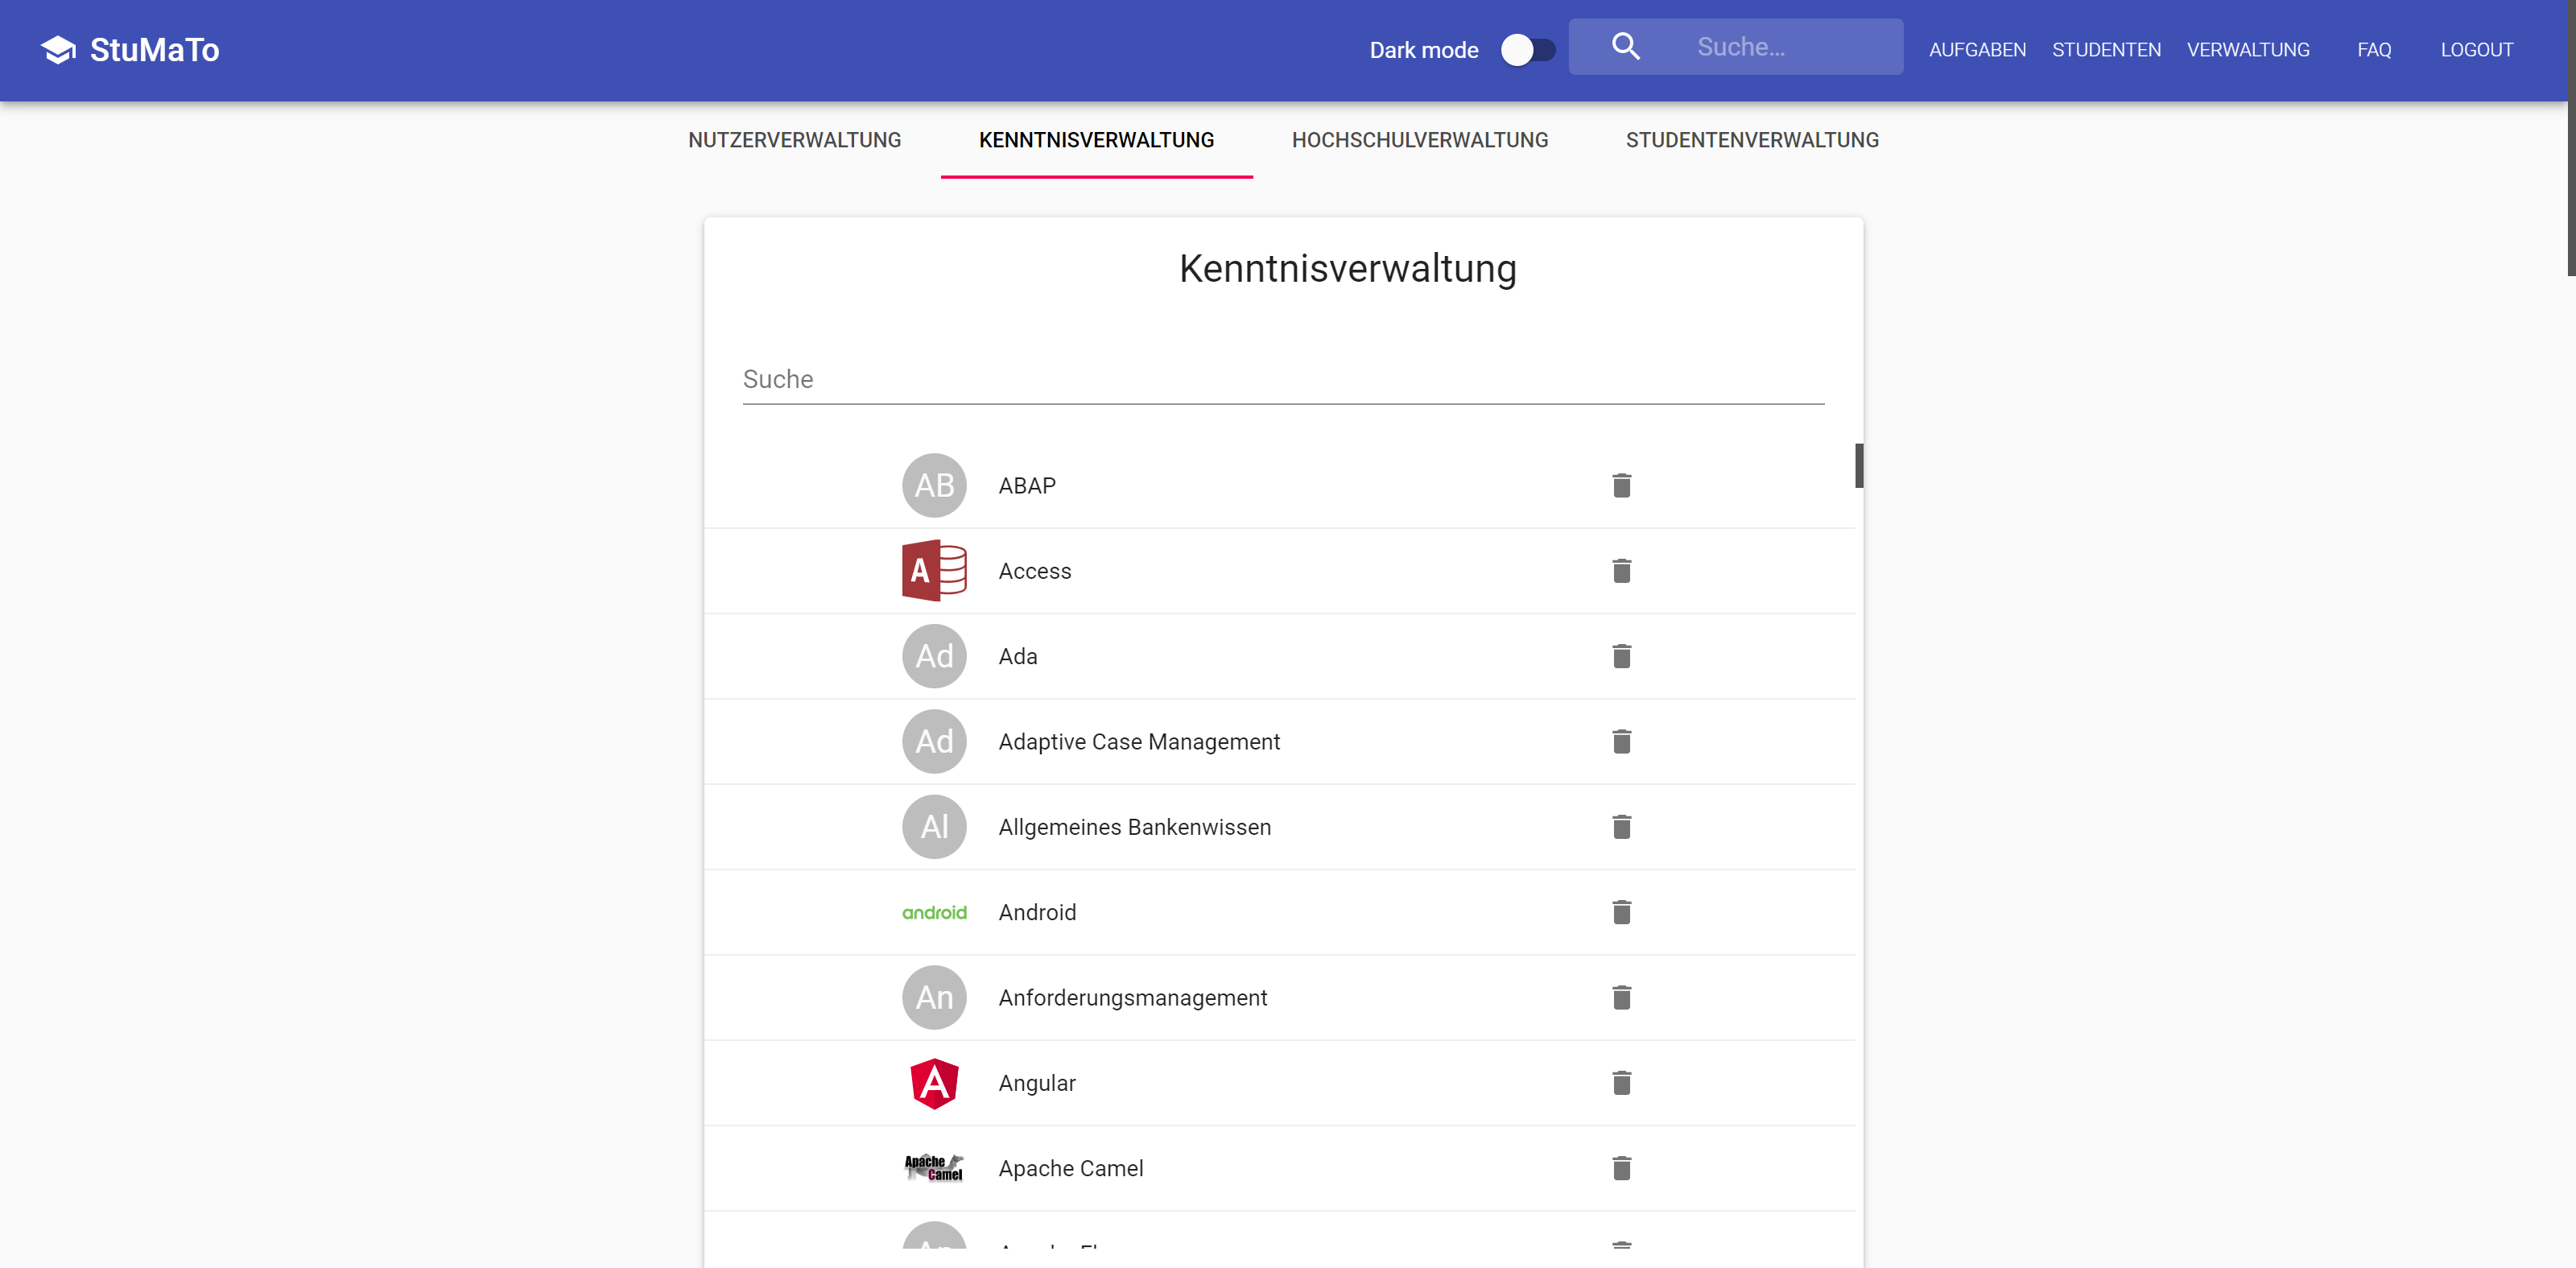 StuMaTo
Dark mode
Suche...
AUFGABEN
STUDENTEN
VERWALTUNG
FAQ
LOGOUT
NUTZERVERWALTUNG
KENNTNISVERWALTUNG
HOCHSCHULVERWALTUNG
STUDENTENVERWALTUNG
Kenntnisverwaltung
Suche
AB ABAP
A Access
Ad Ada
Ad Adaptive Case Management
Al Allgemeines Bankenwissen
android Android
An Anforderungsmanagement
A Angular
Apache
Camel
Apache Camel